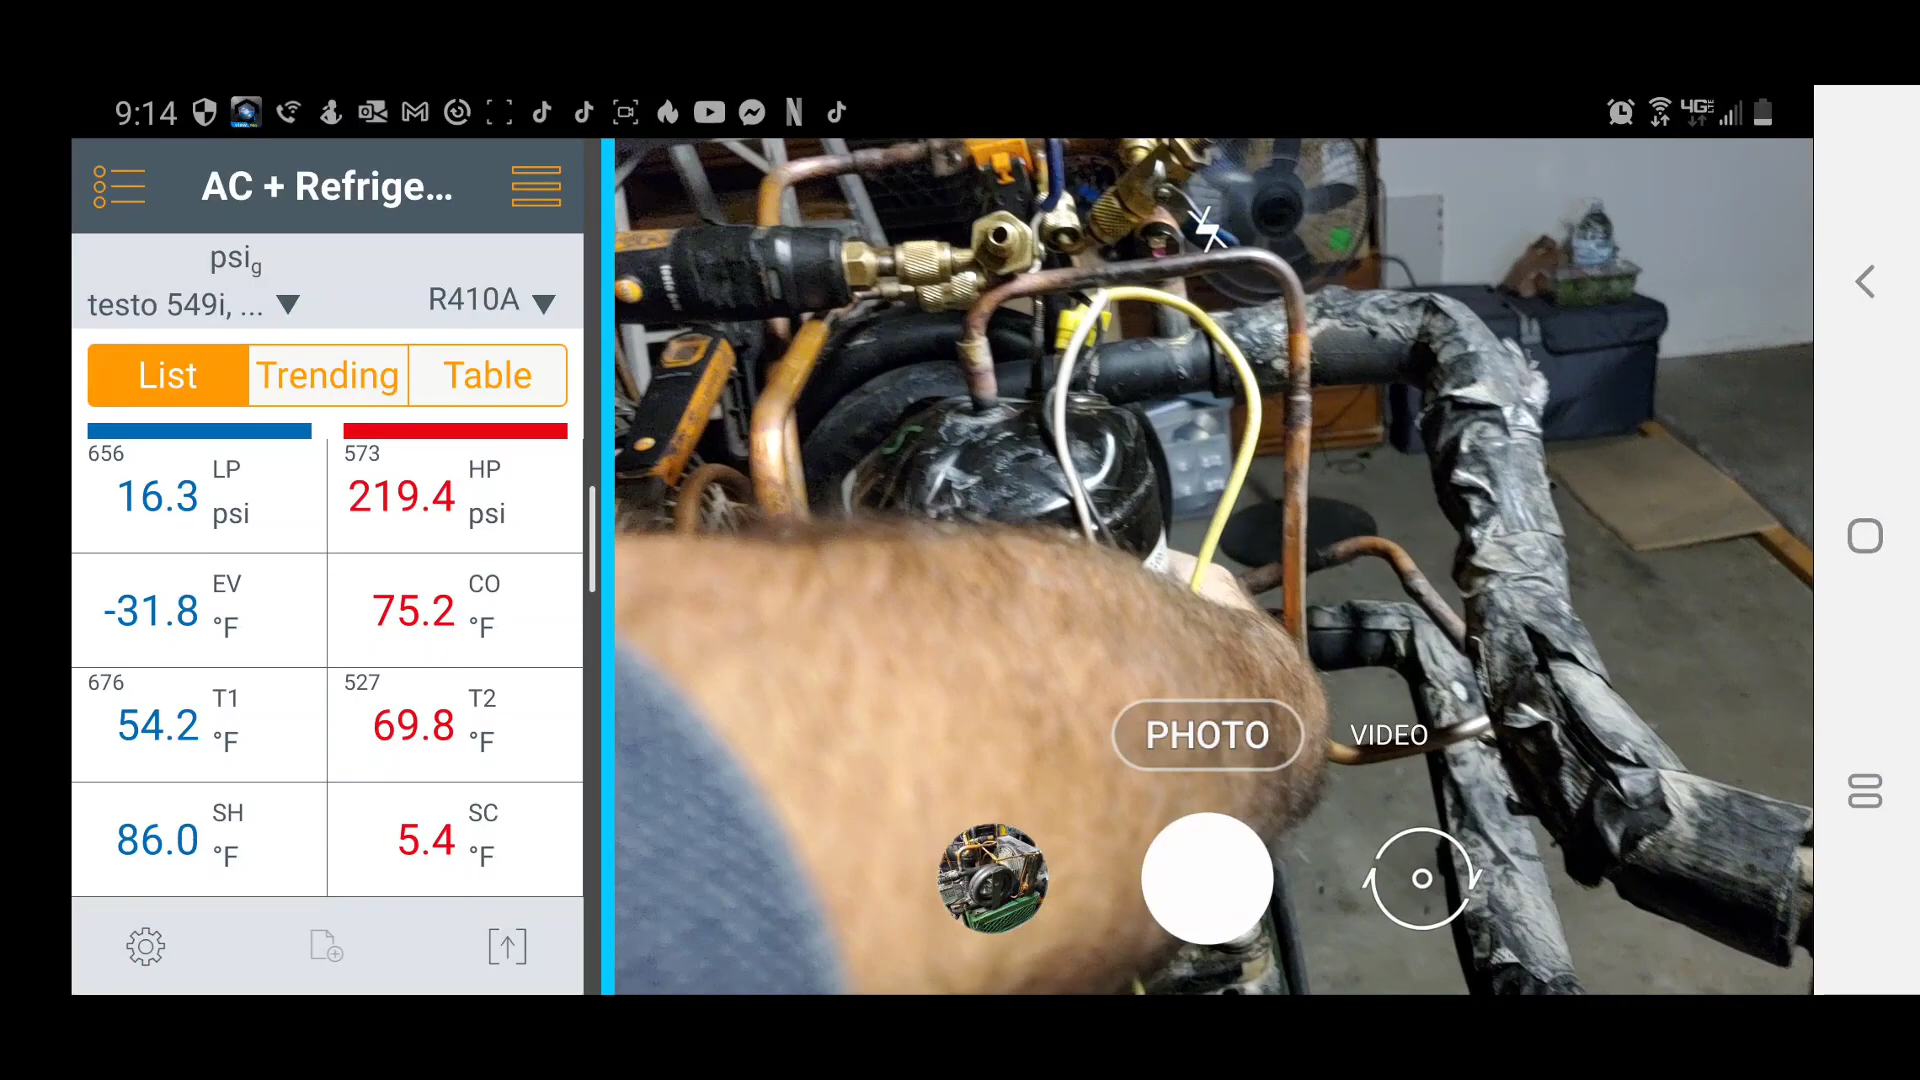 9:14
4G
AC + Refrige...
psig
testo 549i, ...
R410A
List
Trending
Table
656
LP
16.3
psi
573
HP
219.4
psi
EV
-31.8
°F
CO
75.2
°F
676
T1
54.2
°F
527
T2
69.8
°F
SH
86.0
°F
SC
5.4
°F
PHOTO
VIDEO